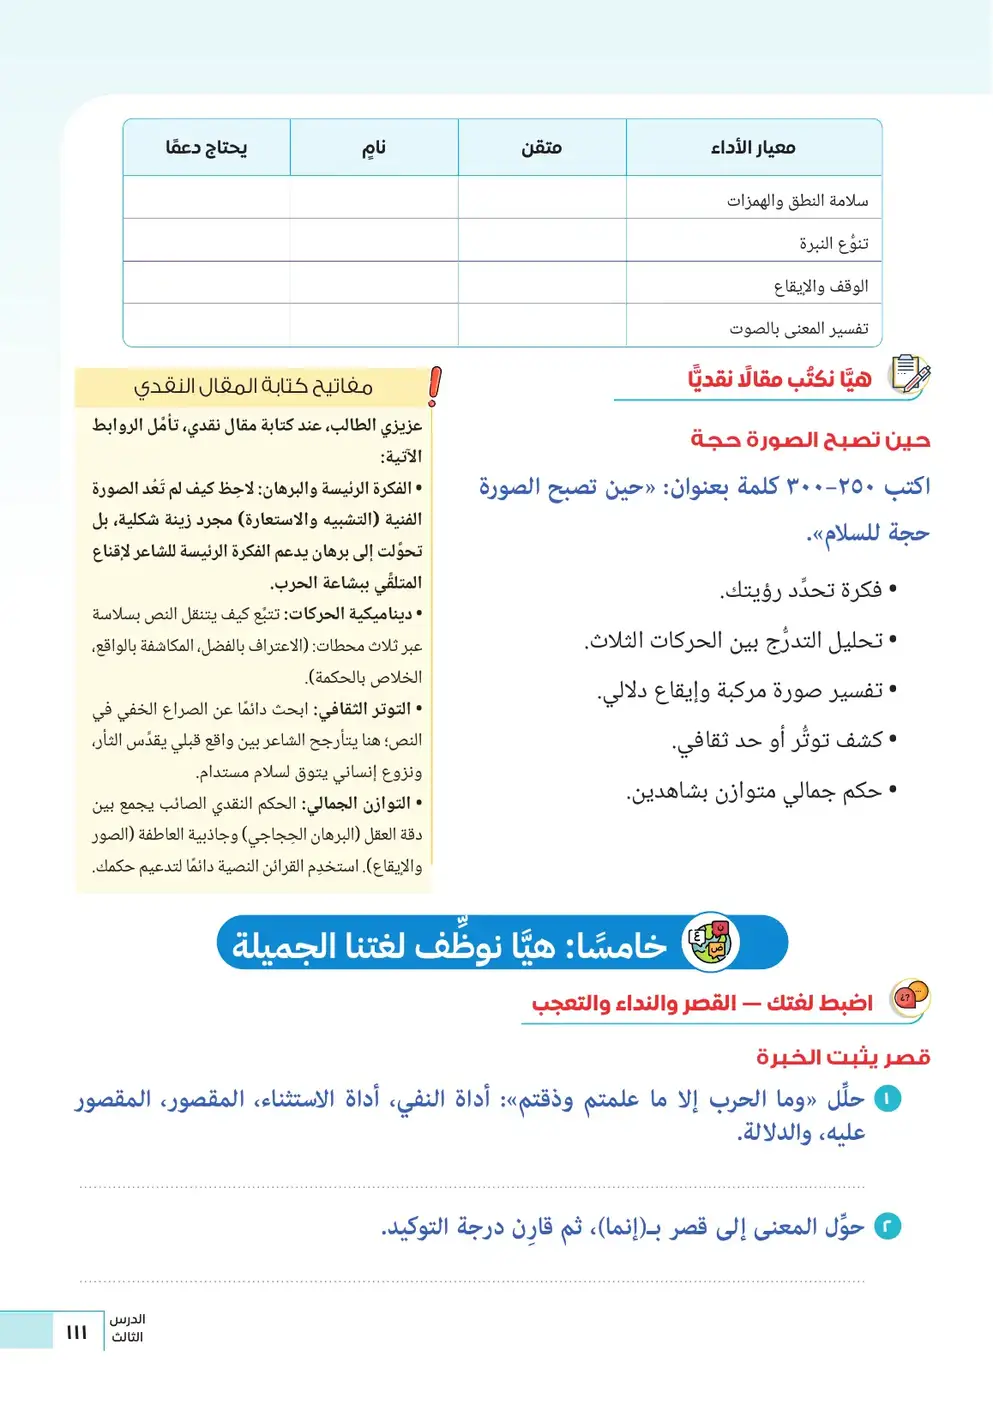 معيار الأداء متقن نامٍ يحتاج دعمًا
سلامة النطق والهمزات
تنوُّع النبرة
الوقف والإيقاع
تفسير المعنى بالصوت
هيَّا نكتُب مقالًا نقديًّا
حين تصبح الصورة حجة
اكتب ٢٥٠-٣٠٠ كلمة بعنوان: «حين تصبح الصورة
حجة للسلام».
• فكرة تحدِّد رؤيتك.
• تحليل التدرُّج بين الحركات الثلاث.
• تفسير صورة مركبة وإيقاع دلالي.
• كشف توتُّر أو حد ثقافي.
• حكم جمالي متوازن بشاهدين.
مفاتيح كتابة المقال النقدي
عزيزي الطالب، عند كتابة مقال نقدي، تأمَّل الروابط
الآتية:
• الفكرة الرئيسة والبرهان: لاحِظ كيف لم تَعُد الصورة
الفنية (التشبيه والاستعارة) مجرد زينة شكلية، بل
تحوَّلت إلى برهان يدعم الفكرة الرئيسة للشاعر لإقناع
المتلقِّي ببشاعة الحرب.
• ديناميكية الحركات: تتبَّع كيف يتنقل النص بسلاسة
عبر ثلاث محطات: (الاعتراف بالفضل، المكاشفة بالواقع،
الخلاص بالحكمة).
• التوتر الثقافي: ابحث دائمًا عن الصراع الخفي في
النص؛ هنا يتأرجح الشاعر بين واقع قبلي يقدِّس الثأر،
ونزوع إنساني يتوق لسلام مستدام.
• التوازن الجمالي: الحكم النقدي الصائب يجمع بين
دقة العقل (البرهان الحِجاجي) وجاذبية العاطفة (الصور
والإيقاع). استخدِم القرائن النصية دائمًا لتدعيم حكمك.
خامسًا: هيَّا نوظِّف لغتنا الجميلة
اضبط لغتك — القصر والنداء والتعجب
قصر يثبت الخبرة
١ حلِّل «وما الحرب إلا ما علمتم وذقتم»: أداة النفي، أداة الاستثناء، المقصور، المقصور
عليه، والدلالة.
٢ حوِّل المعنى إلى قصر بـ(إنما)، ثم قارِن درجة التوكيد.
الدرس
الثالث
١١١